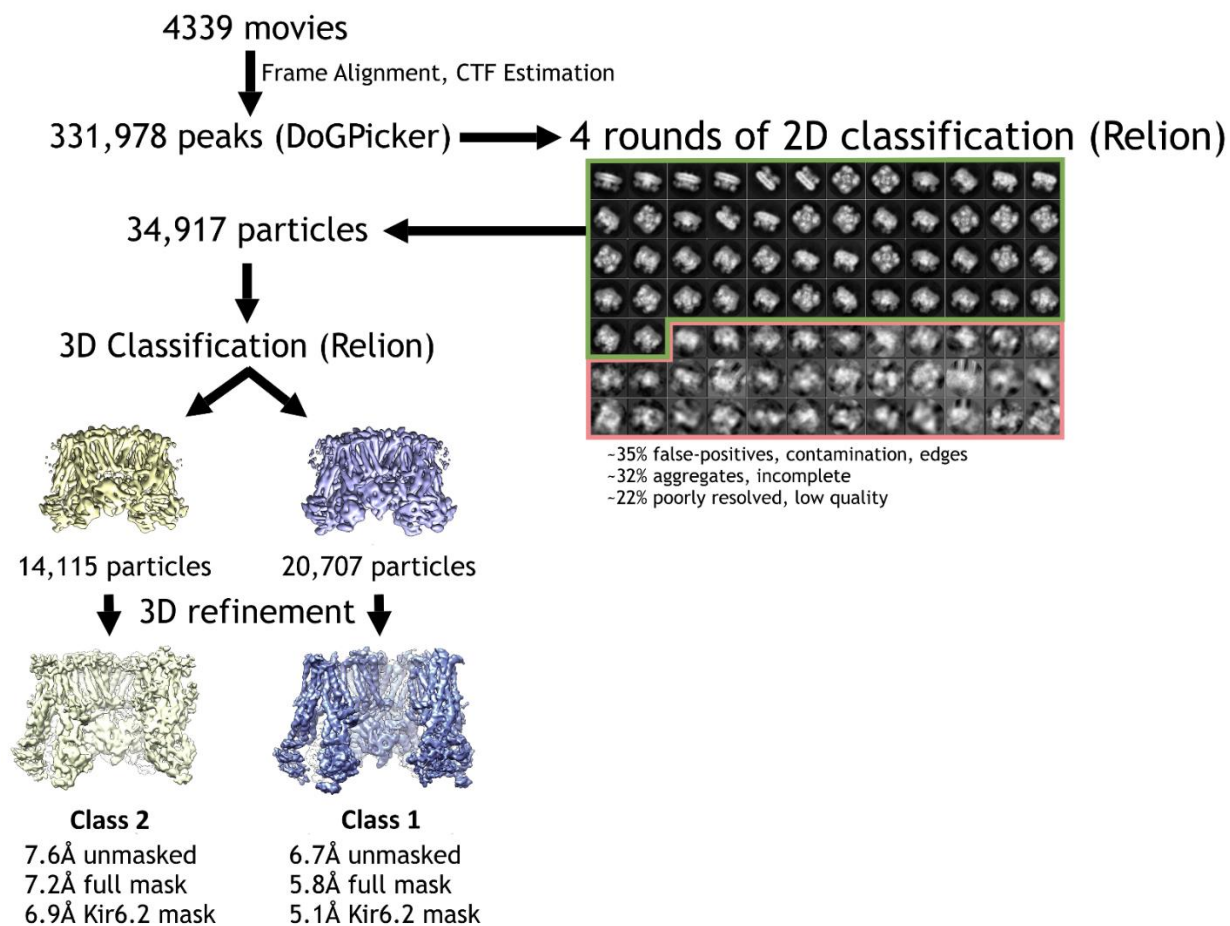 4339 movies
Frame Alignment, CTF Estimation
331,978 peaks (DoGPicker)
4 rounds of 2D classification (Relion)
34,917 particles
3D Classification (Relion)
~35% false-positives, contamination, edges
~32% aggregates, incomplete
~22% poorly resolved, low quality
14,115 particles
20,707 particles
3D refinement
Class 2
7.6Å unmasked
7.2Å full mask
6.9Å Kir6.2 mask
Class 1
6.7Å unmasked
5.8Å full mask
5.1Å Kir6.2 mask